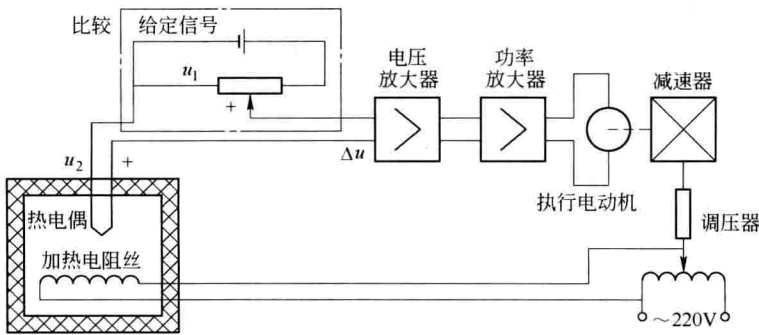 比较
给定信号
u₁
+
电压
放大器
功率
放大器
减速器
u₂
+
Δu
执行电动机
热电偶
调压器
加热电阻丝
～220V